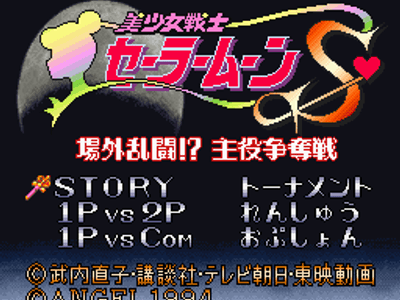 美少女戦士
セーラームーンS
場外乱闘!? 主役争奪戦
STORY トーナメント
1P vs 2P れんしゅう
1P vs Com おぷしょん
©武内直子・講談社・テレビ朝日・東映動画
©ANGEL 1994